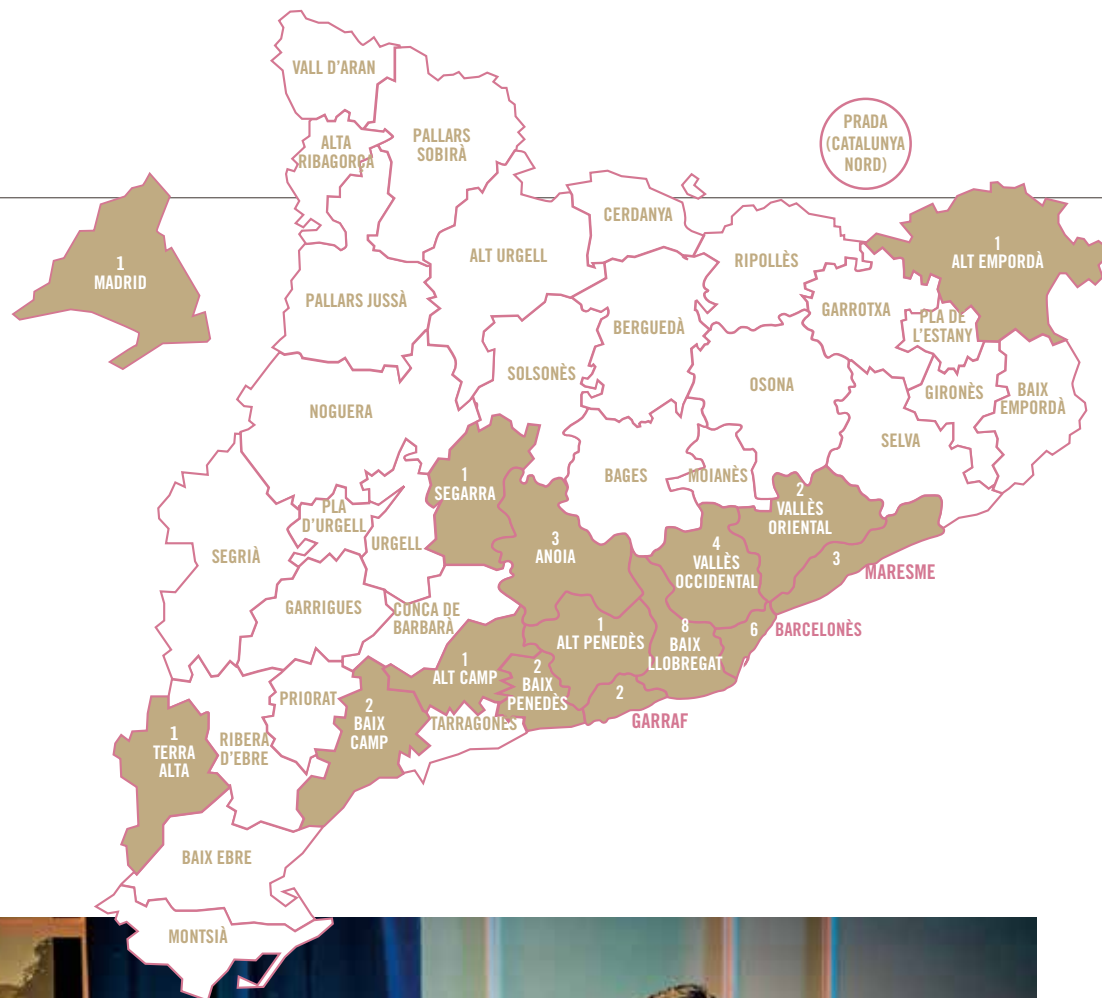 VALL D'ARAN
PALLARS
SOBIRÀ
ALTA
RIBAGORÇA
PRADA
(CATALUNYA
NORD)
CERDANYA
1
MADRID
ALT URGELL
RIPOLLÈS
1
ALT EMPORDÀ
PALLARS JUSSÀ
GARROTXA
PLA DE
L'ESTANY
BERGUEDÀ
SOLSONÈS
OSONA
GIRONÈS
BAIX
EMPORDÀ
NOGUERA
SELVA
1
SEGARRA
BAGES
MOIANÈS
2
VALLÈS
ORIENTAL
PLA
D'URGELL
URGELL
SEGRIÀ
3
ANOIA
4
VALLÈS
OCCIDENTAL
3
MARESME
GARRIGUES
CONCA DE
BARBARÀ
1
ALT PENEDÈS
8
BAIX
LLOBREGAT
6
BARCELONÈS
1
ALT CAMP
2
BAIX
PENEDÈS
2
GARRAF
PRIORAT
2
BAIX
CAMP
TARRAGONÈS
1
TERRA
ALTA
RIBERA
D'EBRE
BAIX EBRE
MONTSIÀ